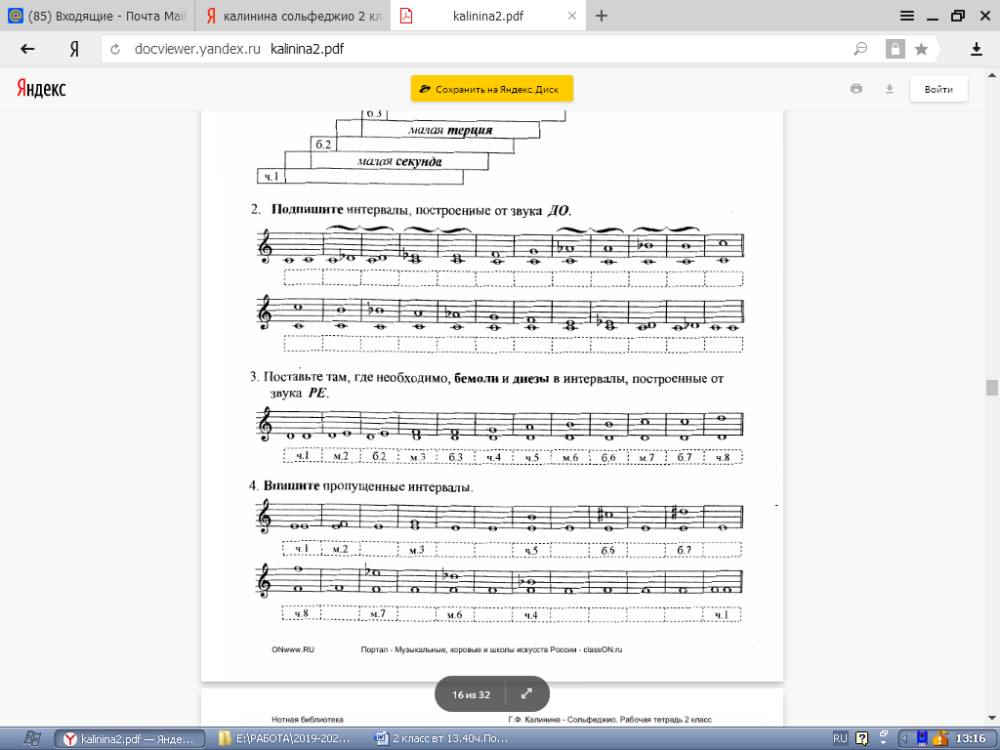 (85) Входящие - Почта Mail.
калинина сольфеджио 2 кл
kalinina2.pdf
docviewer.yandex.ru kalinina2.pdf
Яндекс
Сохранить на Яндекс.Диск
Войти
б.3
малая терция
б.2
малая секунда
ч.1
2. Подпишите интервалы, построенные от звука ДО.
3. Поставьте там, где необходимо, бемоли и диезы в интервалы, построенные от
звука РЕ.
ч.1 м.2 б.2 м.3 б.3 ч.4 ч.5 м.6 б.6 м.7 б.7 ч.8
4. Впишите пропущенные интервалы.
ч.1 м.2 м.3 ч.5 б.6 б.7
ч.8 м.7 м.6 ч.4 ч.1
ONwww.RU Портал - Музыкальные, хоровые и школы искусств России - classON.ru
16 из 32
Нотная библиотека Г.Ф. Калинина - Сольфеджио. Рабочая тетрадь 2 класс
kalinina2.pdf — Янде...
E:\РАБОТА\2019-202...
2 класс вт 13.40ч.По...
RU
13:16